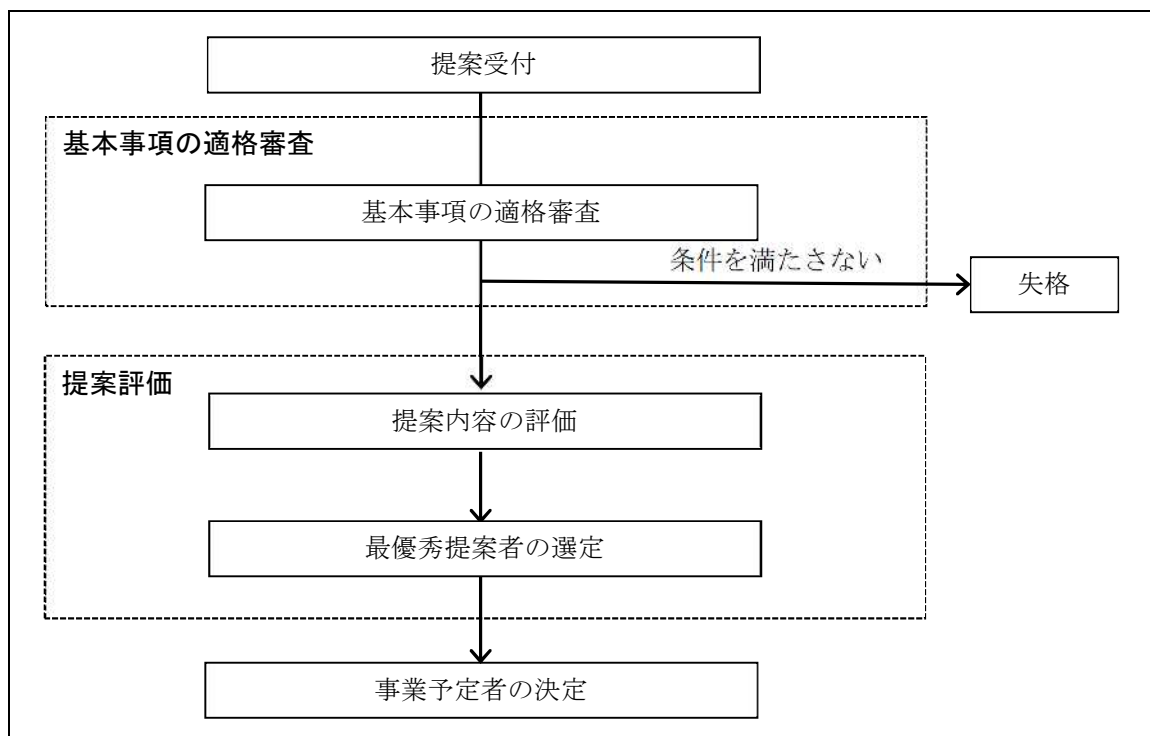 提案受付
基本事項の適格審査
基本事項の適格審査
条件を満たさない
失格
提案評価
提案内容の評価
最優秀提案者の選定
事業予定者の決定